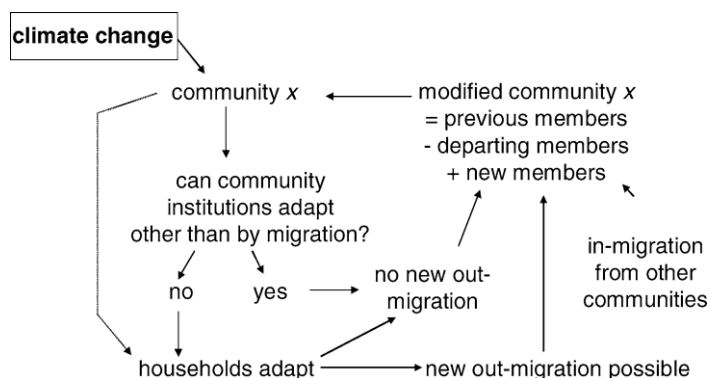 climate change
community x
modified community x
= previous members
- departing members
+ new members
can community
institutions adapt
other than by migration?
in-migration
from other
communities
no
yes
no new out-
migration
households adapt
new out-migration possible